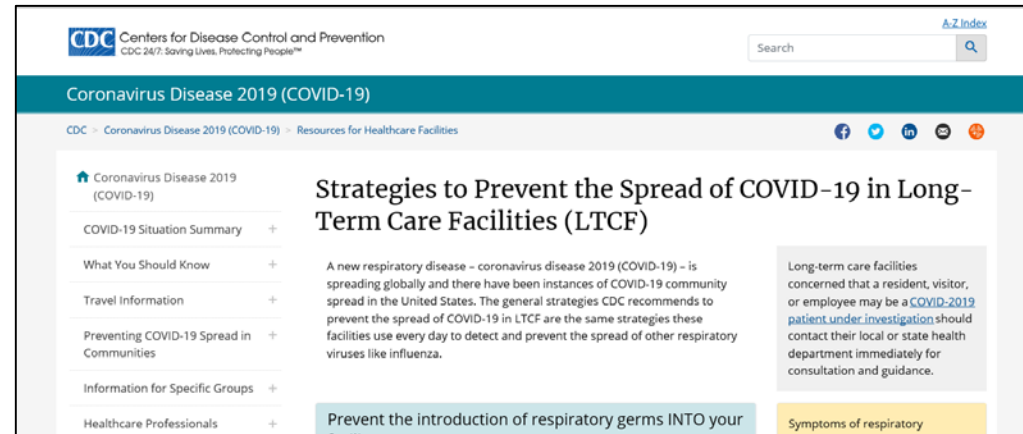 A-Z Index
CDC Centers for Disease Control and Prevention
CDC 24/7: Saving Lives, Protecting People™
Search
Coronavirus Disease 2019 (COVID-19)
CDC > Coronavirus Disease 2019 (COVID-19) > Resources for Healthcare Facilities
Coronavirus Disease 2019
(COVID-19)
COVID-19 Situation Summary +
What You Should Know +
Travel Information +
Preventing COVID-19 Spread in +
Communities
Information for Specific Groups +
Healthcare Professionals +
Strategies to Prevent the Spread of COVID-19 in Long-
Term Care Facilities (LTCF)
A new respiratory disease – coronavirus disease 2019 (COVID-19) – is
spreading globally and there have been instances of COVID-19 community
spread in the United States. The general strategies CDC recommends to
prevent the spread of COVID-19 in LTCF are the same strategies these
facilities use every day to detect and prevent the spread of other respiratory
viruses like influenza.
Prevent the introduction of respiratory germs INTO your
Long-term care facilities
concerned that a resident, visitor,
or employee may be a COVID-2019
patient under investigation should
contact their local or state health
department immediately for
consultation and guidance.
Symptoms of respiratory